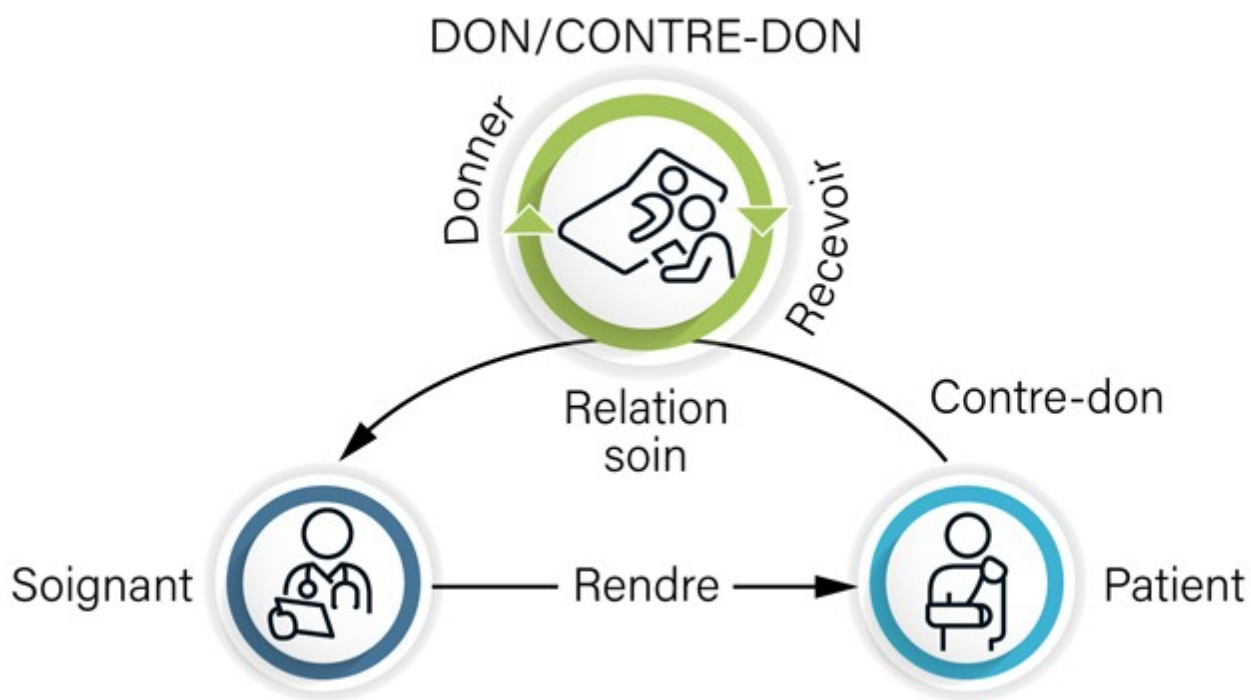 DON/CONTRE-DON
Donner
Recevoir
Relation
soin
Contre-don
Soignant
Rendre
Patient